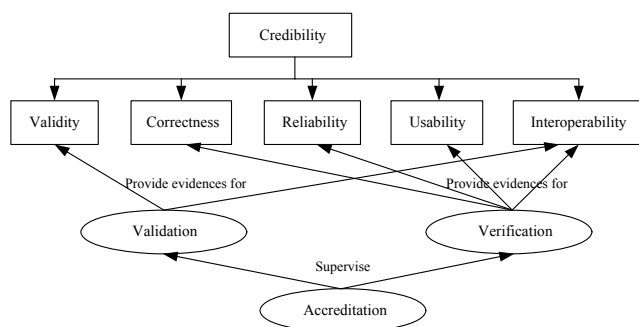 Credibility
Validity
Correctness
Reliability
Usability
Interoperability
Provide evidences for
Provide evidences for
Validation
Verification
Supervise
Accreditation